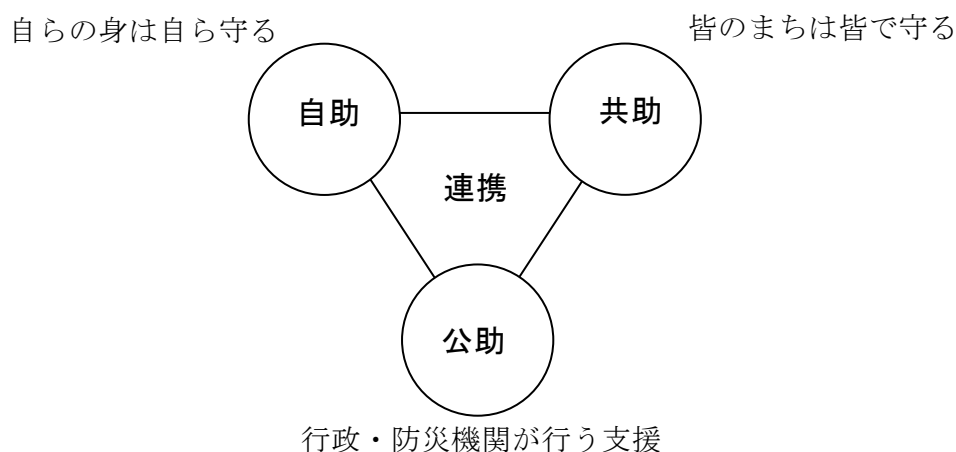 自らの身は自ら守る
皆のまちは皆で守る
自助
共助
連携
公助
行政・防災機関が行う支援